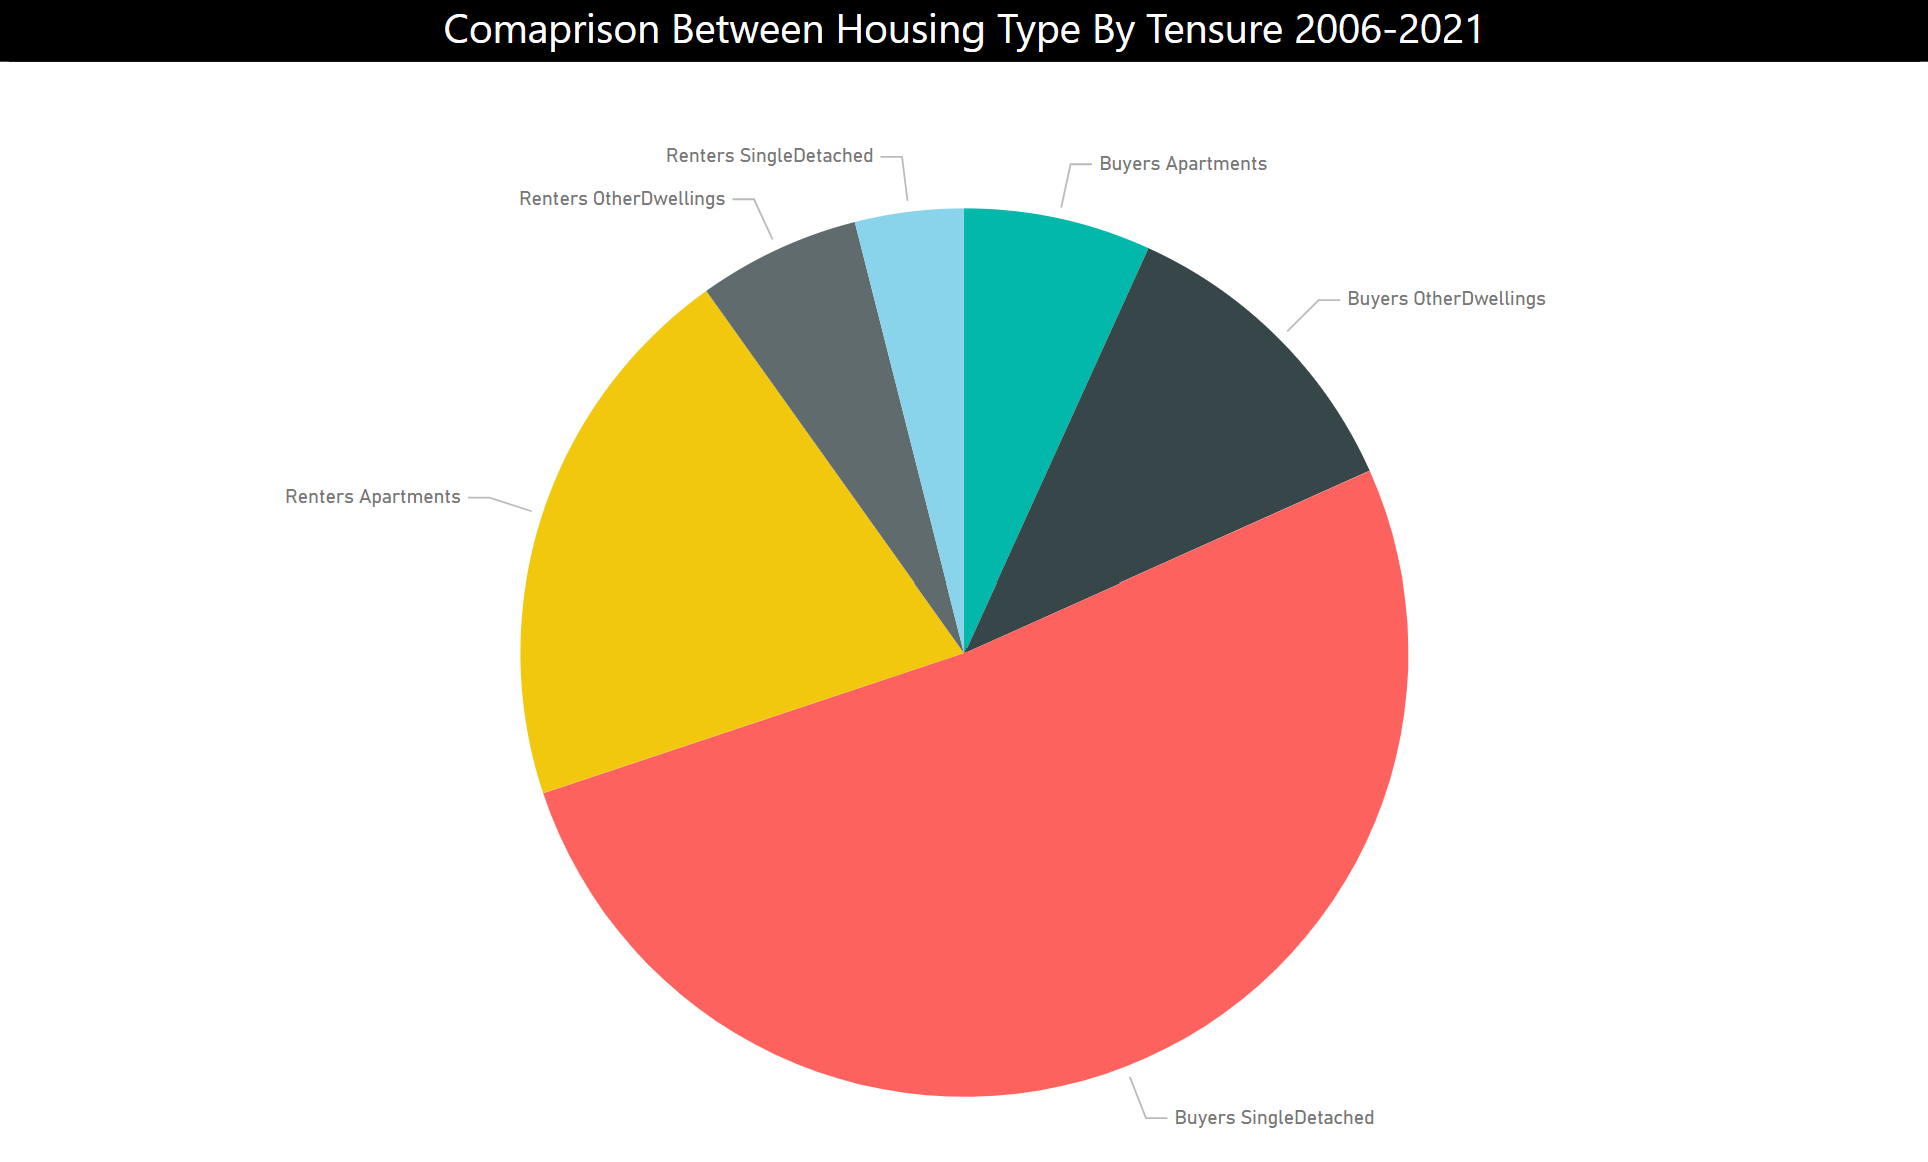 Comaprison Between Housing Type By Tensure 2006-2021
Renters SingleDetached
Buyers Apartments
Renters OtherDwellings
Buyers OtherDwellings
Renters Apartments
Buyers SingleDetached